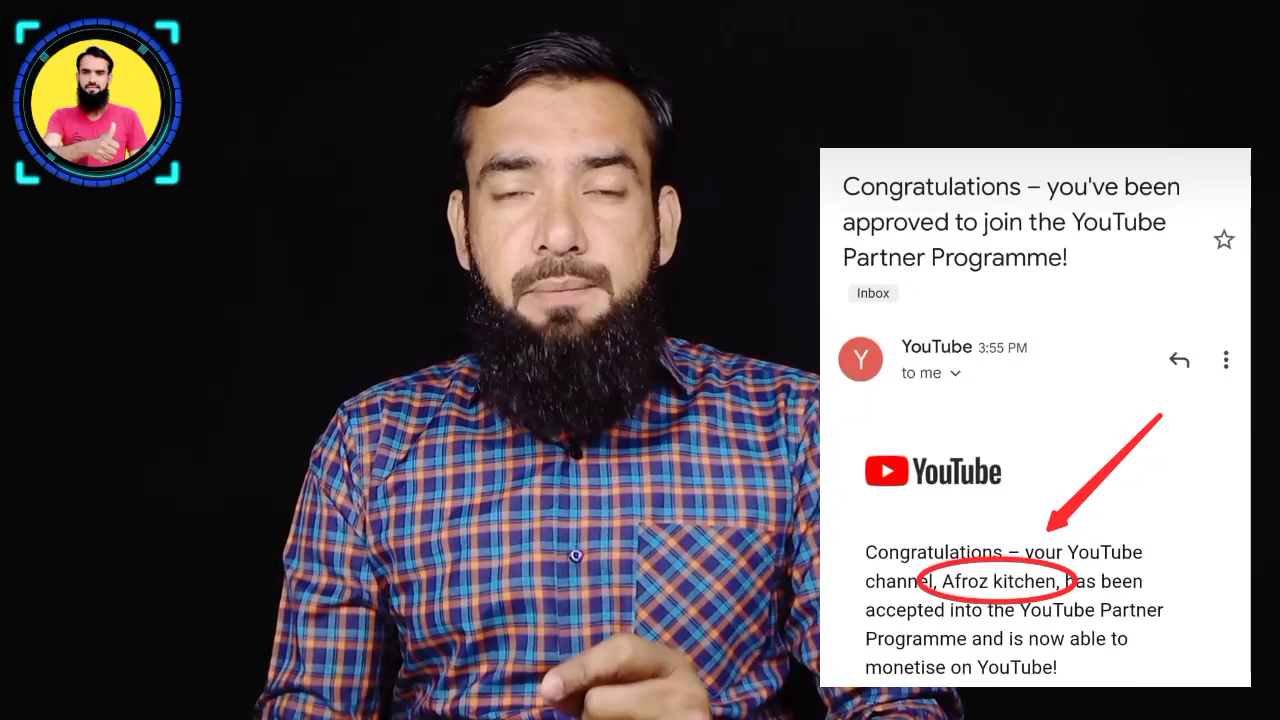 Congratulations – you've been
approved to join the YouTube
Partner Programme!
Inbox
Y
YouTube 3:55 PM
to me
YouTube
Congratulations – your YouTube
channel, Afroz kitchen, has been
accepted into the YouTube Partner
Programme and is now able to
monetise on YouTube!